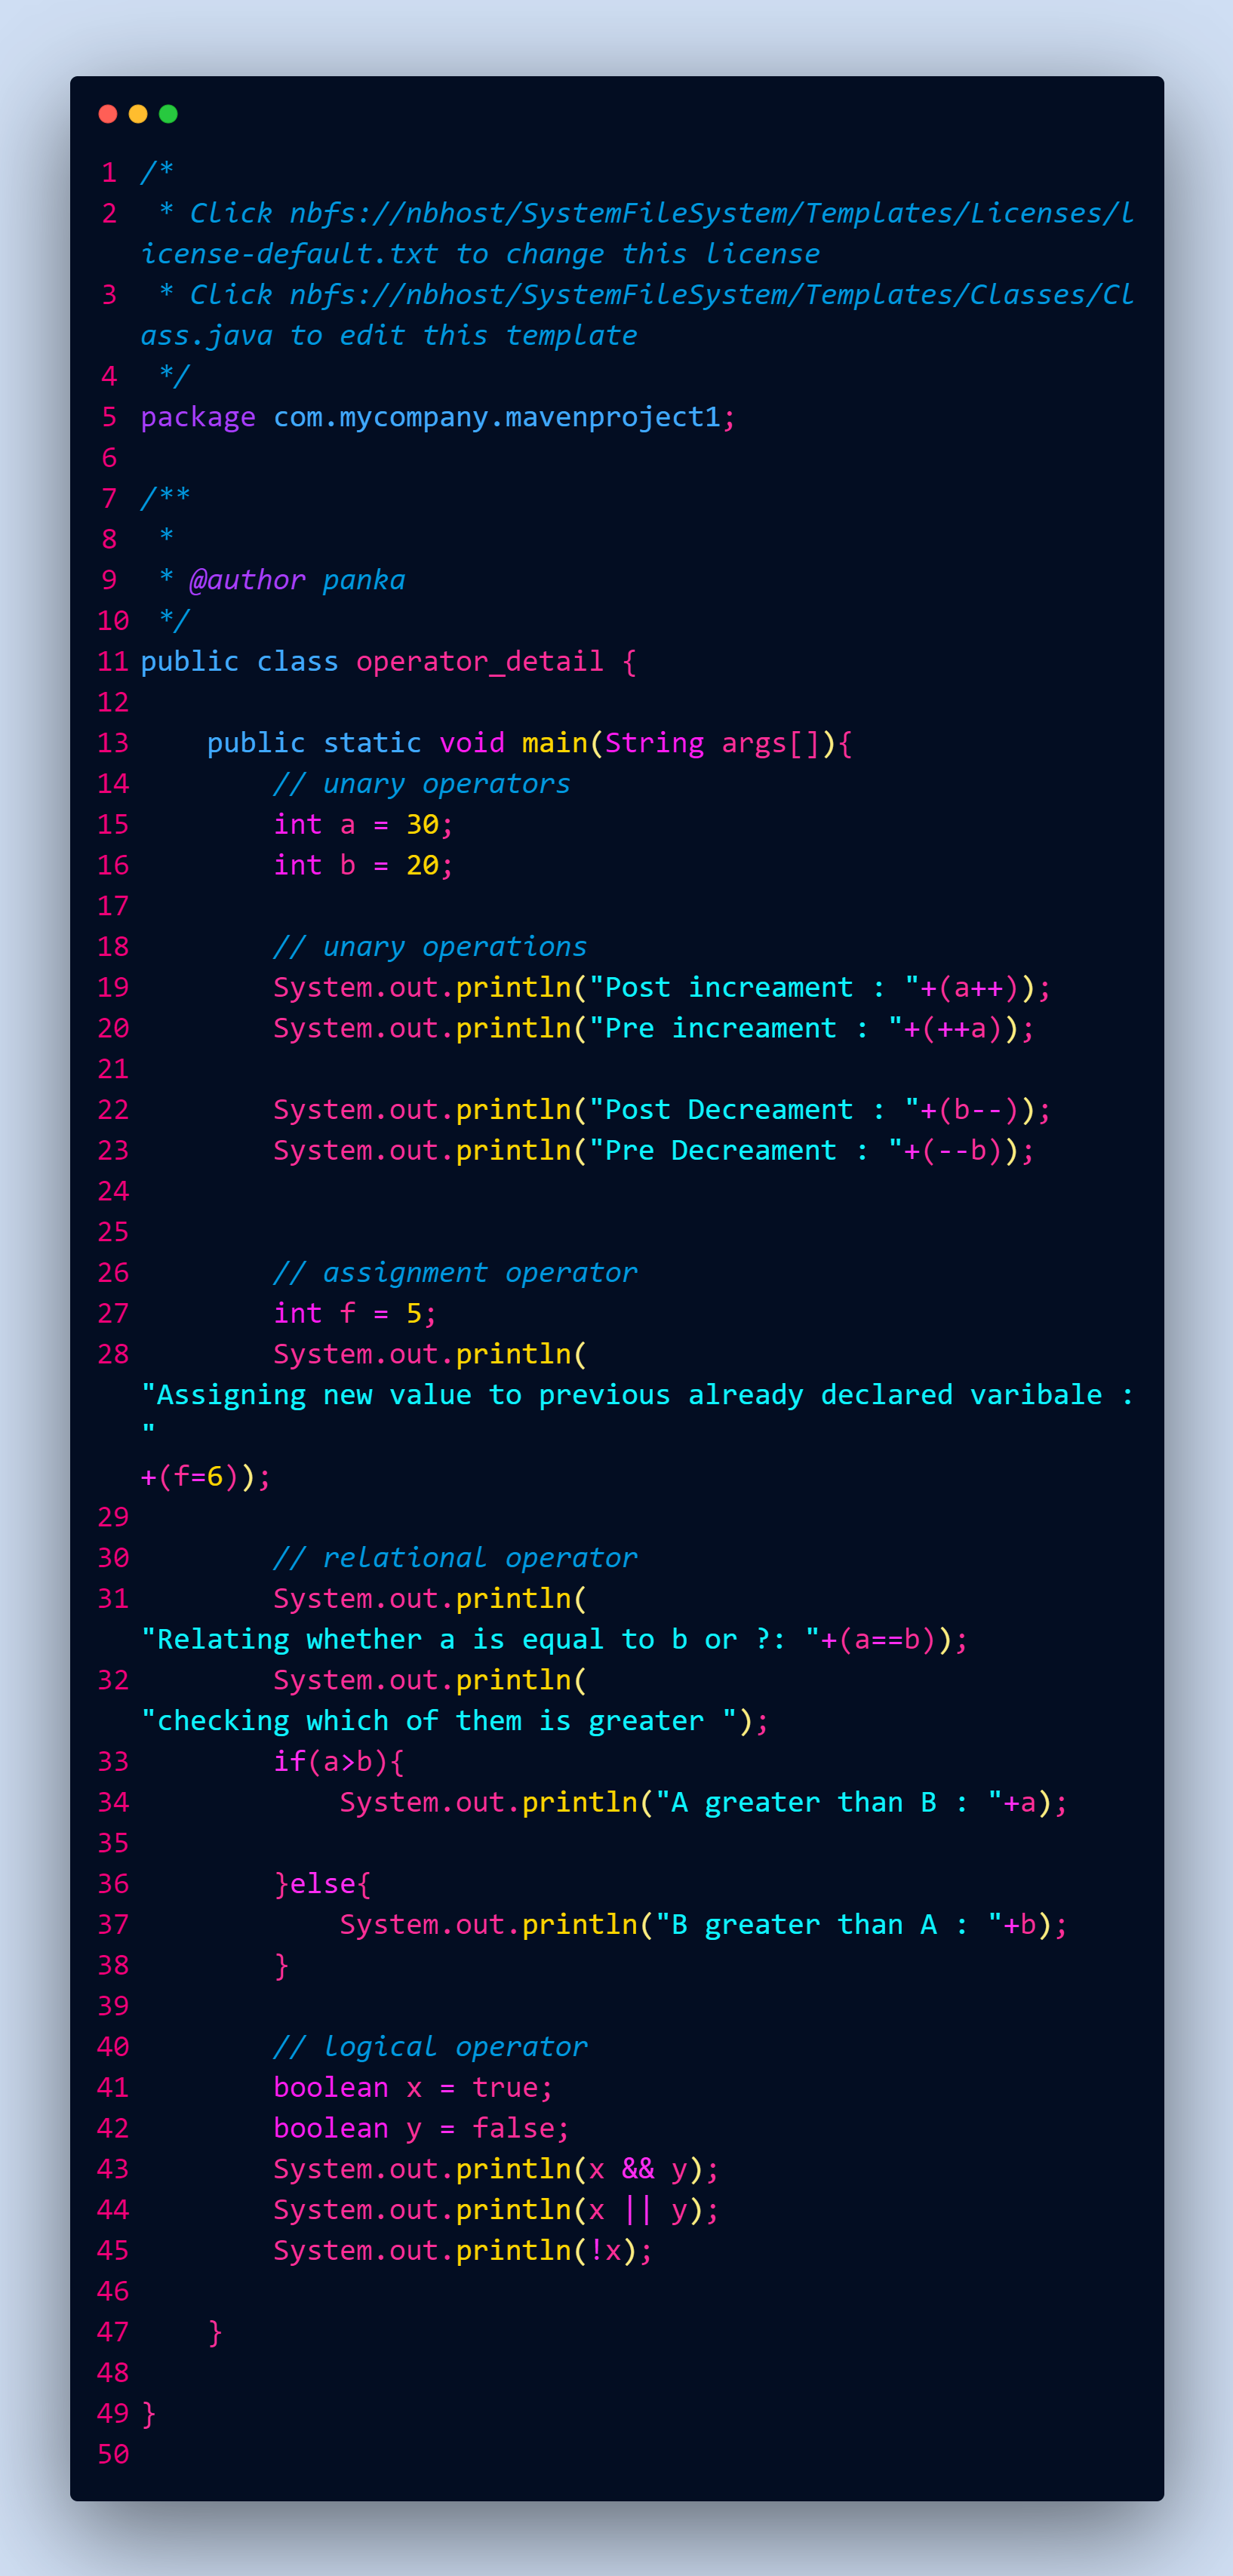 1 /*
2  * Click nbfs://nbhost/SystemFileSystem/Templates/Licenses/l
icense-default.txt to change this license
3  * Click nbfs://nbhost/SystemFileSystem/Templates/Classes/Cl
ass.java to edit this template
4  */
5 package com.mycompany.mavenproject1;
6
7 /**
8  *
9  * @author panka
10  */
11 public class operator_detail {
12
13     public static void main(String args[]){
14         // unary operators
15         int a = 30;
16         int b = 20;
17
18         // unary operations
19         System.out.println("Post increament : "+(a++));
20         System.out.println("Pre increament : "+(++a));
21
22         System.out.println("Post Decreament : "+(b--));
23         System.out.println("Pre Decreament : "+(--b));
24
25
26         // assignment operator
27         int f = 5;
28         System.out.println(
"Assigning new value to previous already declared varibale :
"
+(f=6));
29
30         // relational operator
31         System.out.println(
"Relating whether a is equal to b or ?: "+(a==b));
32         System.out.println(
"checking which of them is greater ");
33         if(a>b){
34             System.out.println("A greater than B : "+a);
35
36         }else{
37             System.out.println("B greater than A : "+b);
38         }
39
40         // logical operator
41         boolean x = true;
42         boolean y = false;
43         System.out.println(x && y);
44         System.out.println(x || y);
45         System.out.println(!x);
46
47     }
48
49 }
50